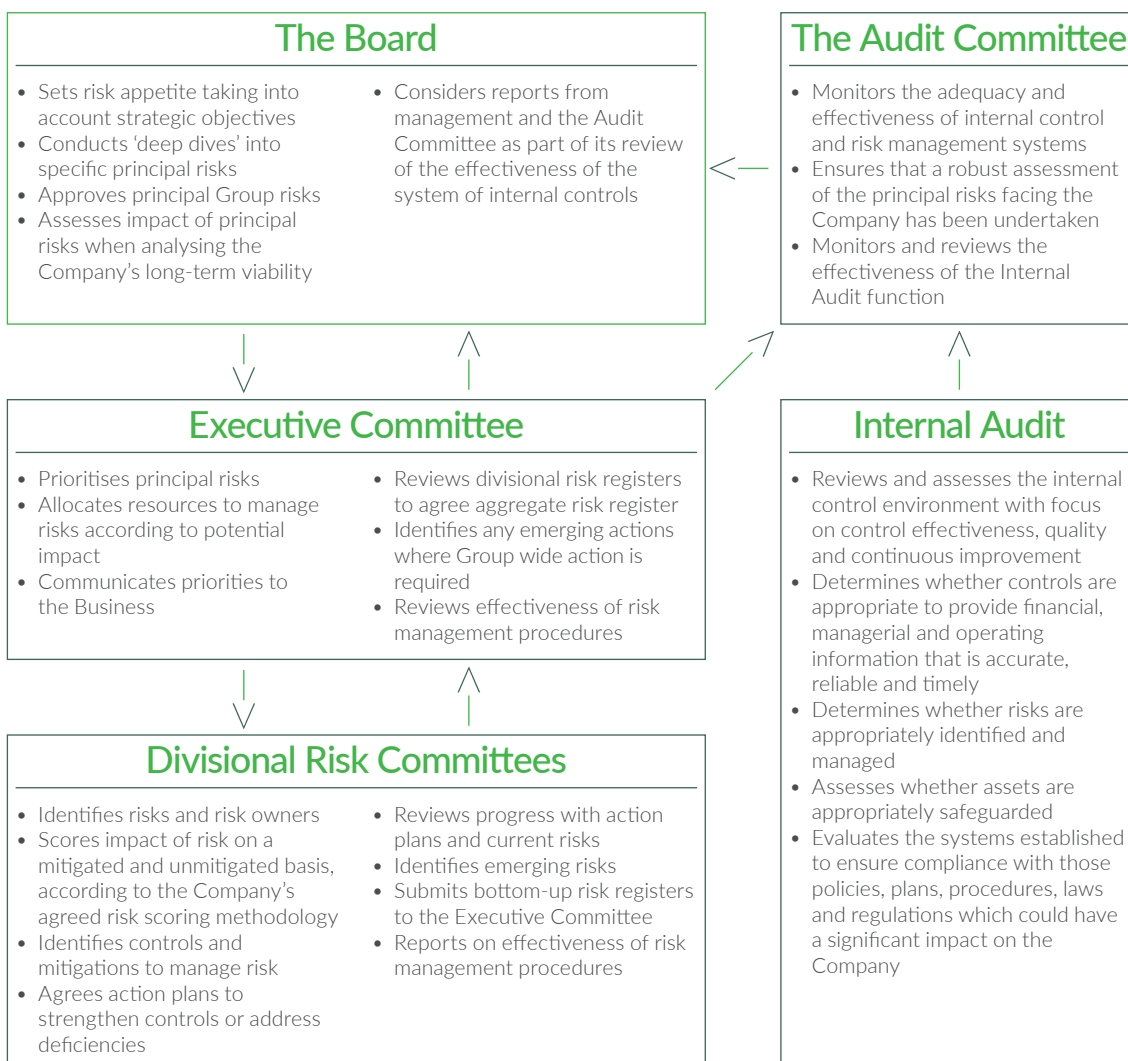 The Board
• Sets risk appetite taking into
account strategic objectives
• Conducts ‘deep dives’ into
specific principal risks
• Approves principal Group risks
• Assesses impact of principal
risks when analysing the
Company’s long-term viability
• Considers reports from
management and the Audit
Committee as part of its review
of the effectiveness of the
system of internal controls
The Audit Committee
• Monitors the adequacy and
effectiveness of internal control
and risk management systems
• Ensures that a robust assessment
of the principal risks facing the
Company has been undertaken
• Monitors and reviews the
effectiveness of the Internal
Audit function
Executive Committee
• Prioritises principal risks
• Allocates resources to manage
risks according to potential
impact
• Communicates priorities to
the Business
• Reviews divisional risk registers
to agree aggregate risk register
• Identifies any emerging actions
where Group wide action is
required
• Reviews effectiveness of risk
management procedures
Internal Audit
• Reviews and assesses the internal
control environment with focus
on control effectiveness, quality
and continuous improvement
• Determines whether controls are
appropriate to provide financial,
managerial and operating
information that is accurate,
reliable and timely
• Determines whether risks are
appropriately identified and
managed
• Assesses whether assets are
appropriately safeguarded
• Evaluates the systems established
to ensure compliance with those
policies, plans, procedures, laws
and regulations which could have
a significant impact on the
Company
Divisional Risk Committees
• Identifies risks and risk owners
• Scores impact of risk on a
mitigated and unmitigated basis,
according to the Company’s
agreed risk scoring methodology
• Identifies controls and
mitigations to manage risk
• Agrees action plans to
strengthen controls or address
deficiencies
• Reviews progress with action
plans and current risks
• Identifies emerging risks
• Submits bottom-up risk registers
to the Executive Committee
• Reports on effectiveness of risk
management procedures